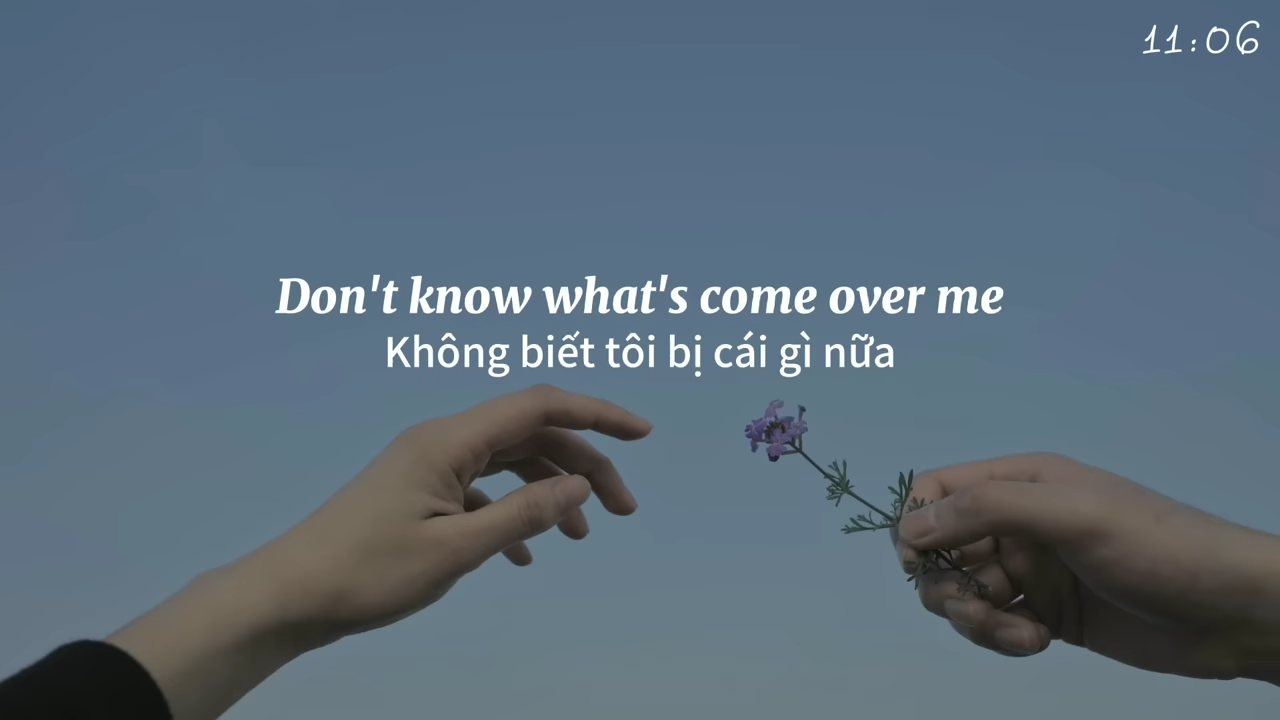 11:06
Don't know what's come over me
Không biết tôi bị cái gì nữa